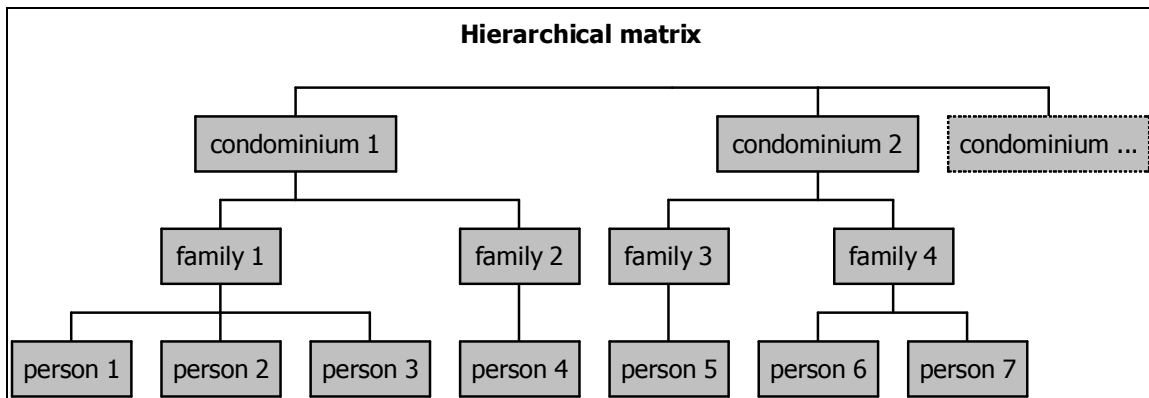 Hierarchical matrix
condominium 1
condominium 2
condominium ...
family 1
family 2
family 3
family 4
person 1
person 2
person 3
person 4
person 5
person 6
person 7